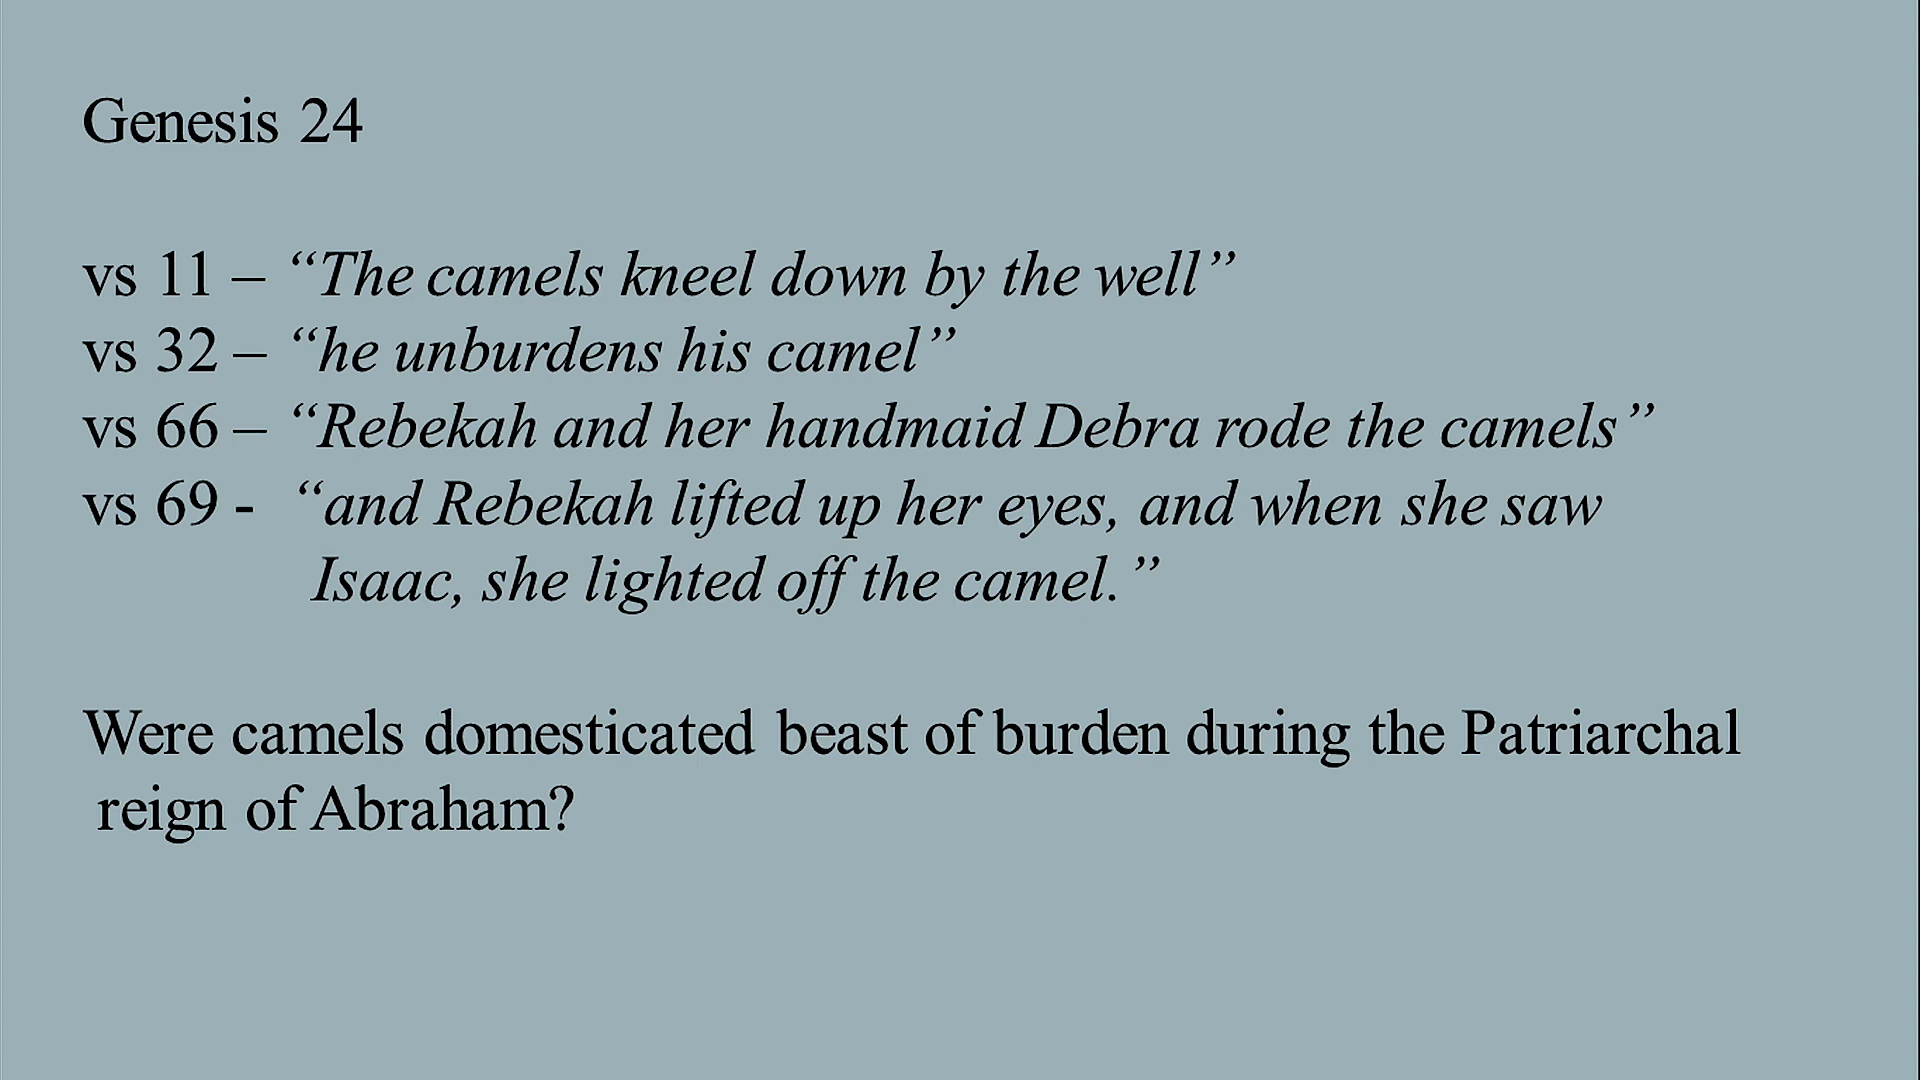 Genesis 24
vs 11 – “The camels kneel down by the well”
vs 32 – “he unburdens his camel”
vs 66 – “Rebekah and her handmaid Debra rode the camels”
vs 69 - “and Rebekah lifted up her eyes, and when she saw
Isaac, she lighted off the camel.”
Were camels domesticated beast of burden during the Patriarchal
reign of Abraham?